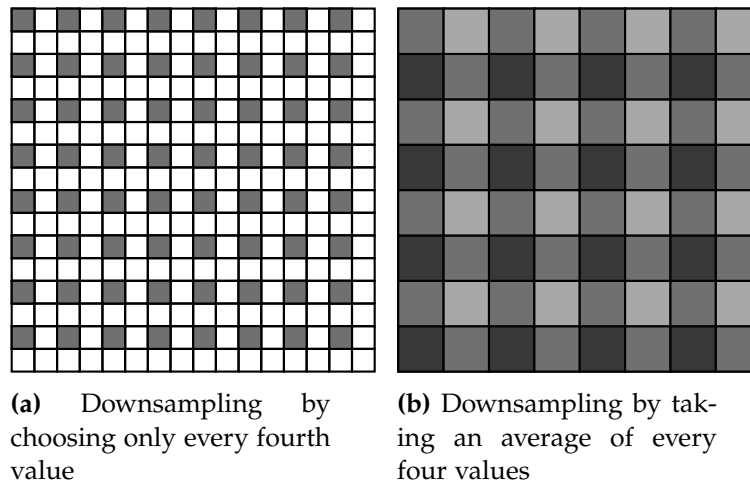 (a) Downsampling by
choosing only every fourth
value
(b) Downsampling by tak-
ing an average of every
four values